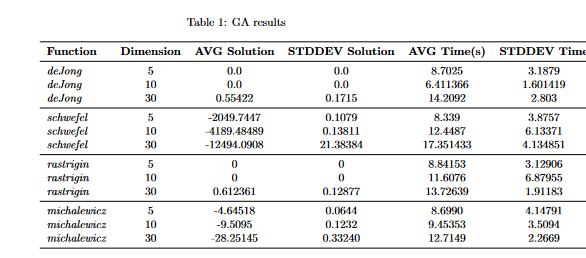 Table 1: GA results
Function Dimension AVG Solution STDDEV Solution AVG Time(s) STDDEV Time
deJong 5 0.0 0.0 8.7025 3.1879
deJong 10 0.0 0.0 6.411366 1.601419
deJong 30 0.55422 0.1715 14.2092 2.803
schwefel 5 -2049.7447 0.1079 8.339 3.8757
schwefel 10 -4189.48489 0.13811 12.4487 6.13371
schwefel 30 -12494.0908 21.38384 17.351433 4.134851
rastrigin 5 0 0 8.84153 3.12906
rastrigin 10 0 0 11.6076 6.87955
rastrigin 30 0.612361 0.12877 13.72639 1.91183
michalewicz 5 -4.64518 0.0644 8.6990 4.14791
michalewicz 10 -9.5095 0.1232 9.45353 3.5094
michalewicz 30 -28.25145 0.33240 12.7149 2.2669